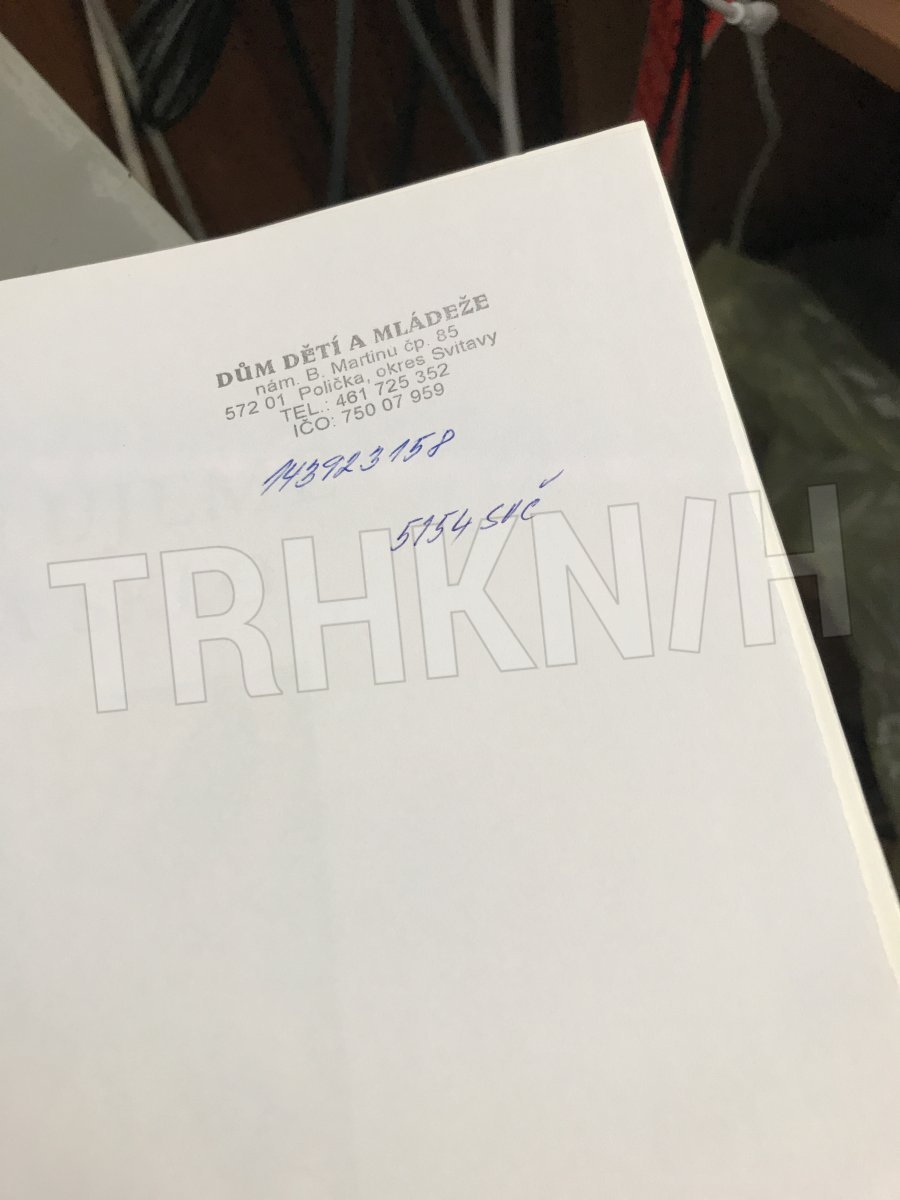 DŮM DĚTÍ A MLÁDEŽE
nám. B. Martinu čp. 85
572 01 Polička, okres Svitavy
TEL.: 461 725 352
IČO: 750 07 959
143923158
5154 SVČ
TRHKNIH